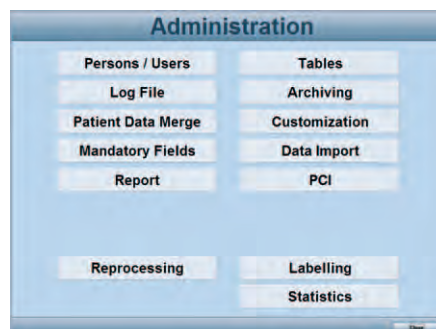 Administration
Persons / Users
Tables
Log File
Archiving
Patient Data Merge
Customization
Mandatory Fields
Data Import
Report
PCI
Reprocessing
Labelling
Statistics